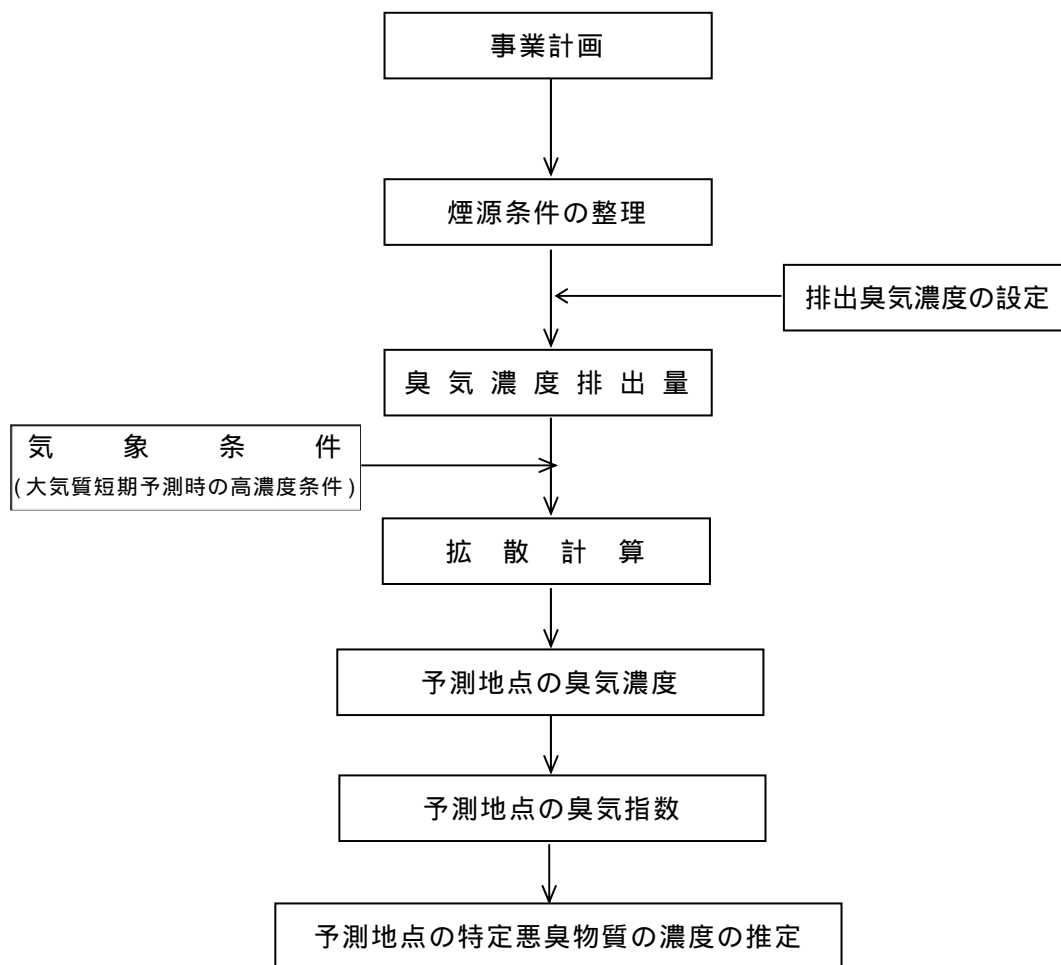 事業計画
煙源条件の整理
排出臭気濃度の設定
臭気濃度排出量
気象条件
(大気質短期予測時の高濃度条件)
拡散計算
予測地点の臭気濃度
予測地点の臭気指数
予測地点の特定悪臭物質の濃度の推定